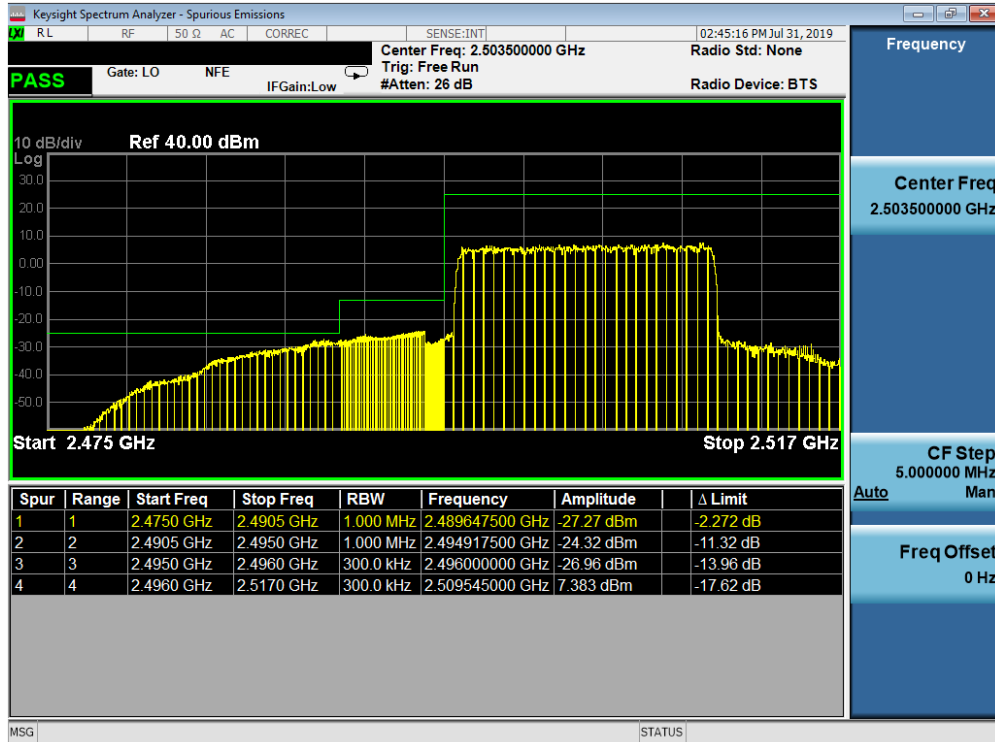 Keysight Spectrum Analyzer - Spurious Emissions
LXI RL RF 50 Ω AC CORREC SENSE:INT 02:45:16 PM Jul 31, 2019
Center Freq: 2.503500000 GHz Radio Std: None
Trig: Free Run
PASS Gate: LO NFE IFGain:Low #Atten: 26 dB Radio Device: BTS
10 dB/div Ref 40.00 dBm
Log
30.0
20.0
10.0
0.00
-10.0
-20.0
-30.0
-40.0
-50.0
Start 2.475 GHz Stop 2.517 GHz
Spur Range Start Freq Stop Freq RBW Frequency Amplitude Δ Limit
1 1 2.4750 GHz 2.4905 GHz 1.000 MHz 2.489647500 GHz -27.27 dBm -2.272 dB
2 2 2.4905 GHz 2.4950 GHz 1.000 MHz 2.494917500 GHz -24.32 dBm -11.32 dB
3 3 2.4950 GHz 2.4960 GHz 300.0 kHz 2.496000000 GHz -26.96 dBm -13.96 dB
4 4 2.4960 GHz 2.5170 GHz 300.0 kHz 2.509545000 GHz 7.383 dBm -17.62 dB
MSG STATUS
Frequency
Center Freq
2.503500000 GHz
CF Step
5.000000 MHz
Auto Man
Freq Offset
0 Hz